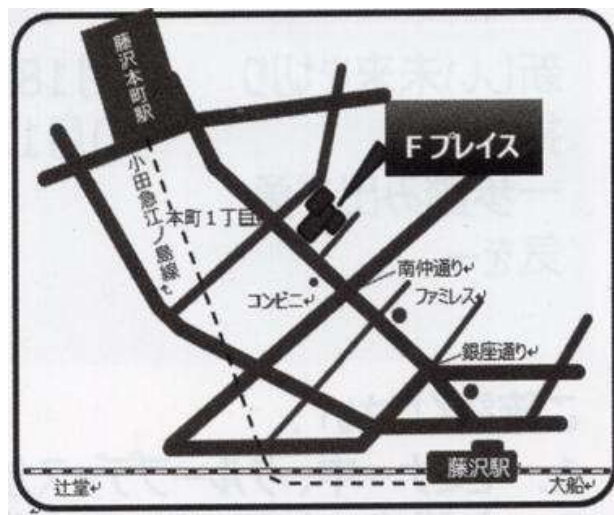 藤沢本町駅
Fプレイス
小田急江ノ島線
本町1丁目
南仲通り
コンビニ
ファミレス
銀座通り
藤沢駅
辻堂
大船